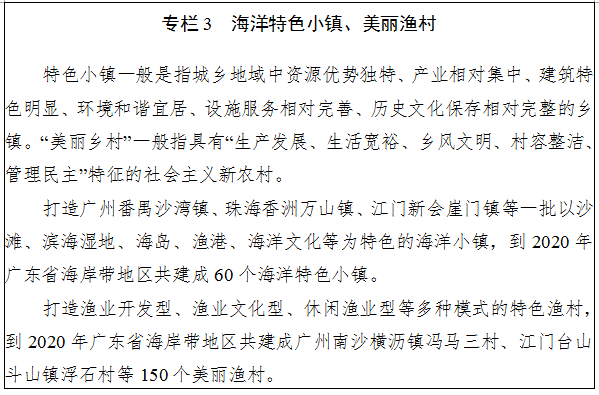 专栏 3 海洋特色小镇、美丽渔村
特色小镇一般是指城乡地域中资源优势独特、产业相对集中、建筑特
色明显、环境和谐宜居、设施服务相对完善、历史文化保存相对完整的乡
镇。“美丽乡村”一般指具有“生产发展、生活宽裕、乡风文明、村容整洁、
管理民主”特征的社会主义新农村。
打造广州番禺沙湾镇、珠海香洲万山镇、江门新会崖门镇等一批以沙
滩、滨海湿地、海岛、渔港、海洋文化等为特色的海洋小镇，到 2020 年
广东省海岸带地区共建成 60 个海洋特色小镇。
打造渔业开发型、渔业文化型、休闲渔业型等多种模式的特色渔村，
到 2020 年广东省海岸带地区共建成广州南沙横沥镇冯马三村、江门台山
斗山镇浮石村等 150 个美丽渔村。